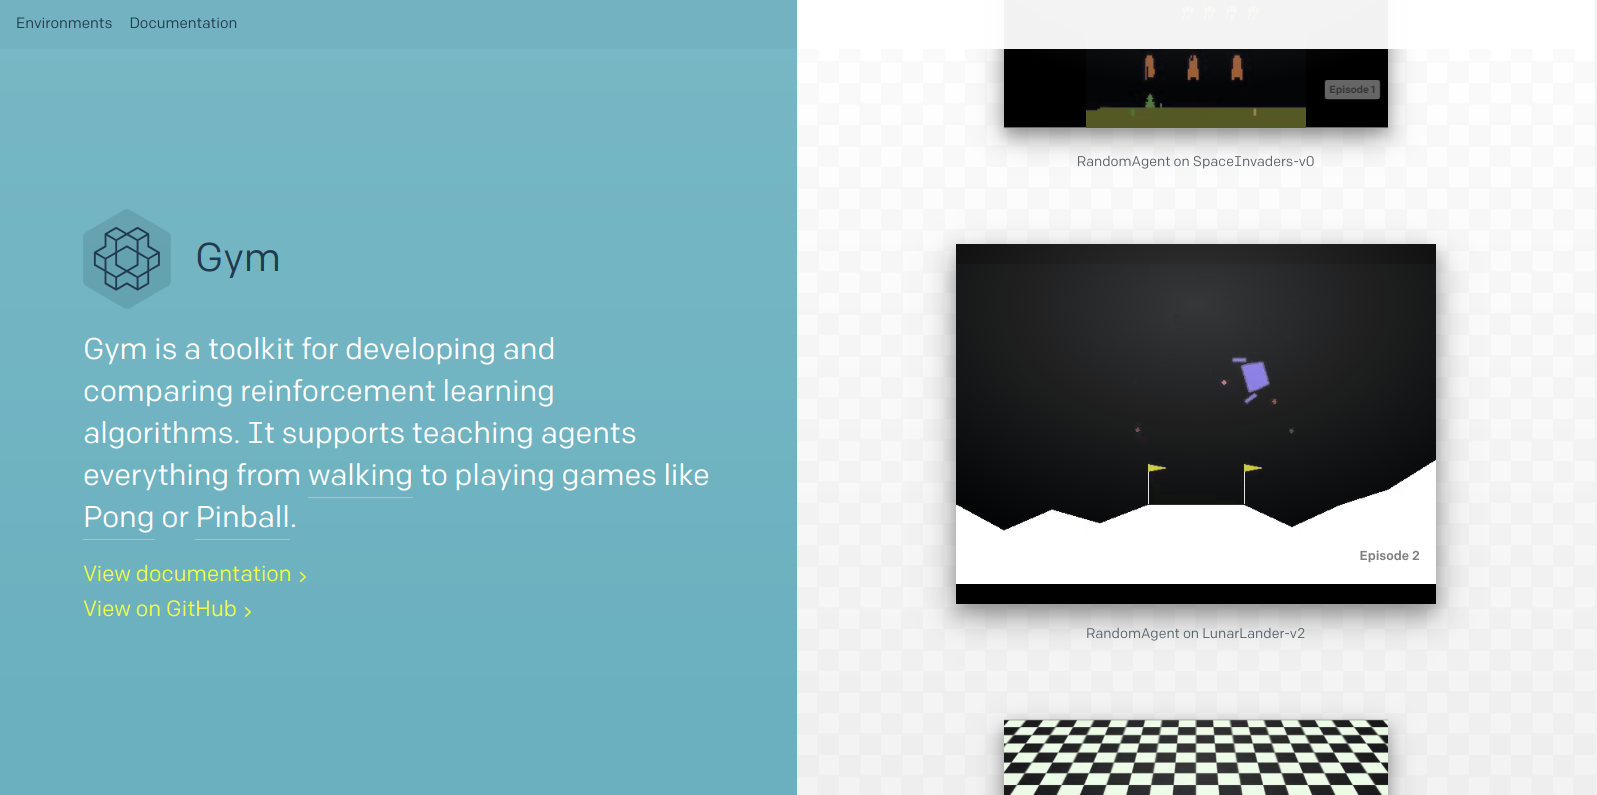 Environments Documentation
Gym
Gym is a toolkit for developing and
comparing reinforcement learning
algorithms. It supports teaching agents
everything from walking to playing games like
Pong or Pinball.
View documentation ›
View on GitHub ›
Episode 1
RandomAgent on SpaceInvaders-v0
Episode 2
RandomAgent on LunarLander-v2